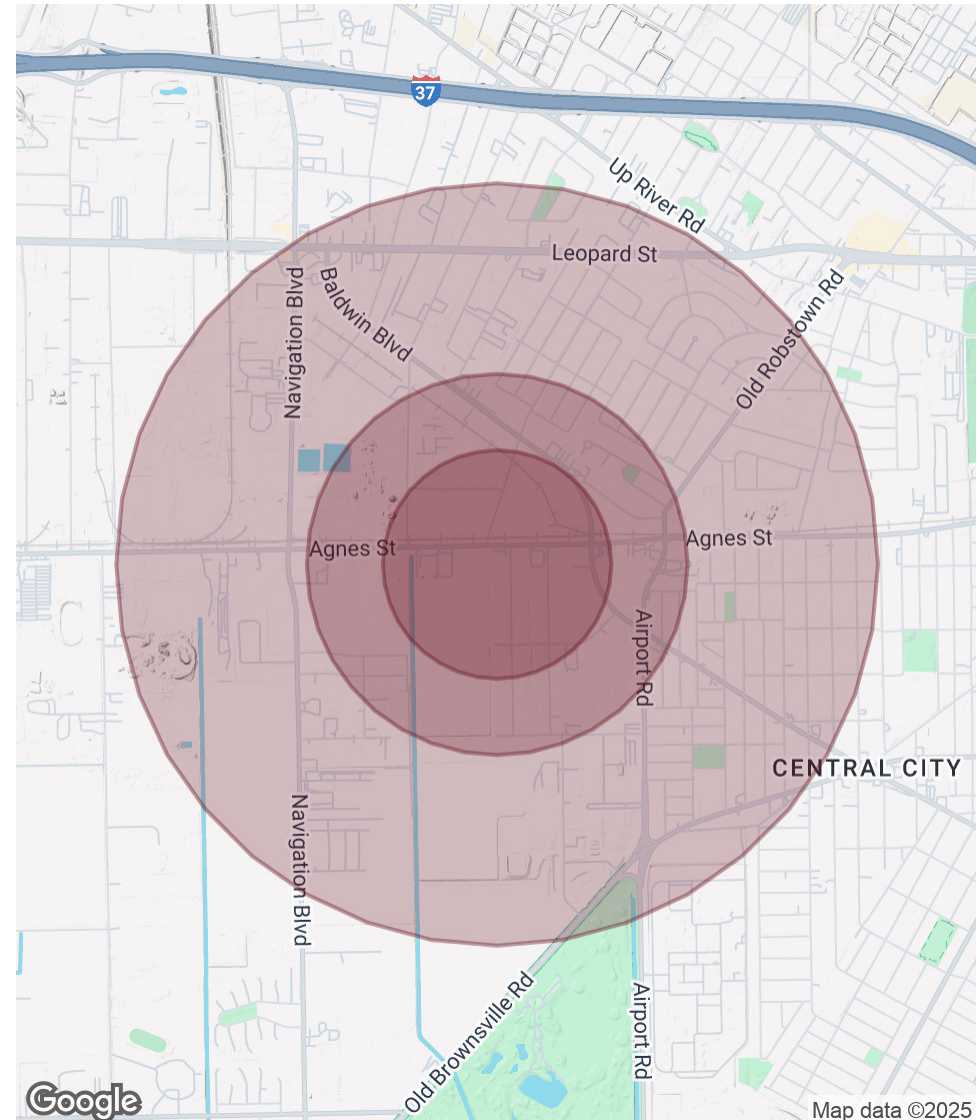 37
Up River Rd
Leopard St
Navigation Blvd
Baldwin Blvd
Old Robstown Rd
Agnes St
Agnes St
Airport Rd
CENTRAL CITY
Navigation Blvd
Old Brownsville Rd
Airport Rd
Google
Map data ©2025